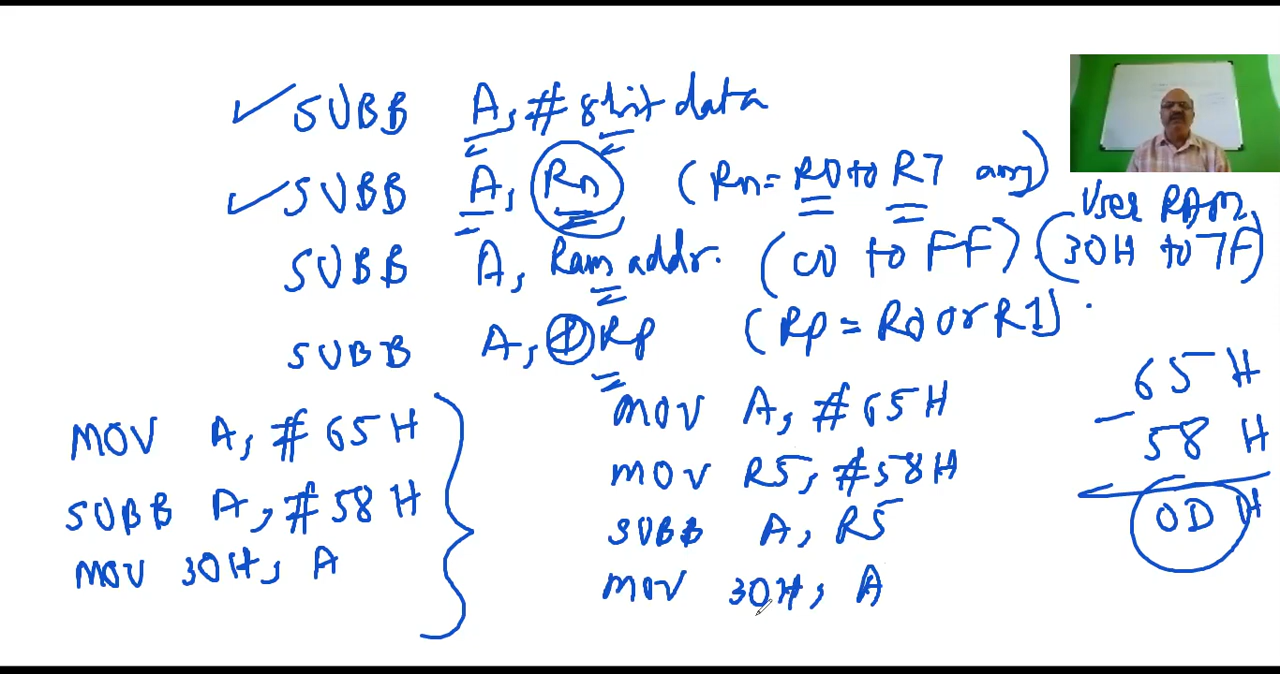 SUBB A, # 8bit data
SUBB A, Rn (Rn = R0 to R7 any)
User RAM
SUBB A, Ram addr. (00 to FF). (30H to 7F)
SUBB A, @Rp (Rp = R0 or R1).
MOV A, # 65H
SUBB A, # 58H
MOV 30H, A
MOV A, # 65H
MOV R5, #58H
SUBB A, R5
MOV 30H, A
65 H
- 58 H
0D H